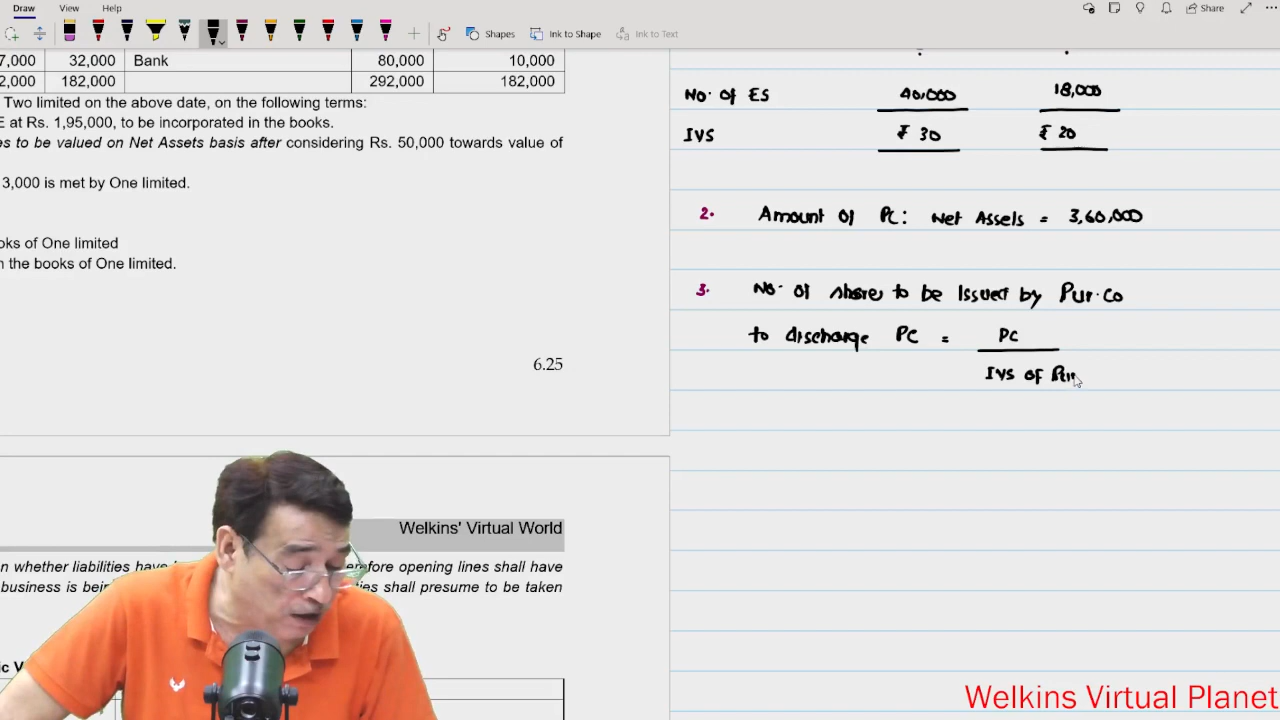 Draw View Help
Shapes Ink to Shape Ink to Text Share
7,000 32,000 Bank 80,000 10,000
2,000 182,000 292,000 182,000
Two limited on the above date, on the following terms:
E at Rs. 1,95,000, to be incorporated in the books.
es to be valued on Net Assets basis after considering Rs. 50,000 towards value of
3,000 is met by One limited.
oks of One limited
n the books of One limited.
6.25
No. of ES 40,000 18,000
IVS ₹ 30 ₹ 20
2. Amount of PC: Net Assets = 3,60,000
3. No. of shares to be issued by Pur.Co
to discharge PC = PC
IVS of Pur
Welkins' Virtual World
n whether liabilities have erefore opening lines shall have
business is bein ties shall presume to be taken
ic V
Welkins Virtual Planet